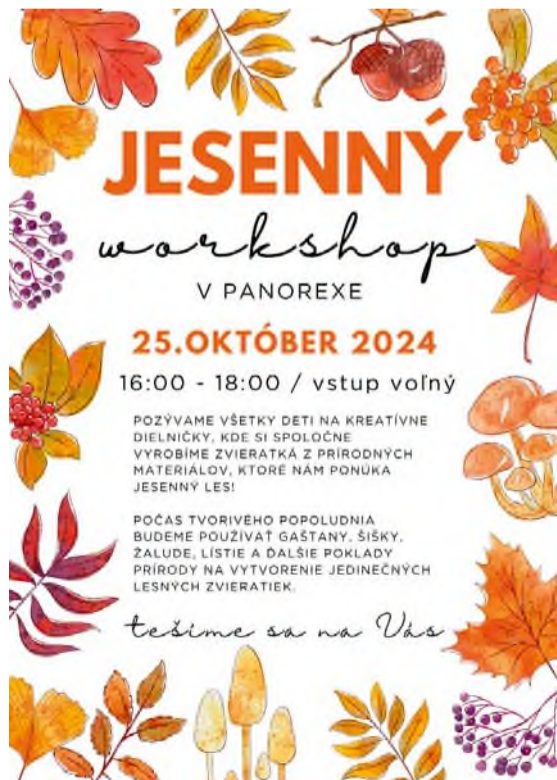 JESENNÝ
workshop
V PANOREXE
25.OKTÓBER 2024
16:00 - 18:00 / vstup voľný
POZÝVAME VŠETKY DETI NA KREATÍVNE
DIELNIČKY, KDE SI SPOLOČNE
VYROBÍME ZVIERATKÁ Z PRÍRODNÝCH
MATERIÁLOV, KTORÉ NÁM PONÚKA
JESENNÝ LES!
POČAS TVORIVÉHO POPOLUDNIA
BUDEME POUŽÍVAŤ GAŠTANY, ŠIŠKY,
ŽALUDE, LÍSTIE A ĎALŠIE POKLADY
PRÍRODY NA VYTVORENIE JEDINEČNÝCH
LESNÝCH ZVIERATIEK.
tešíme sa na Vás